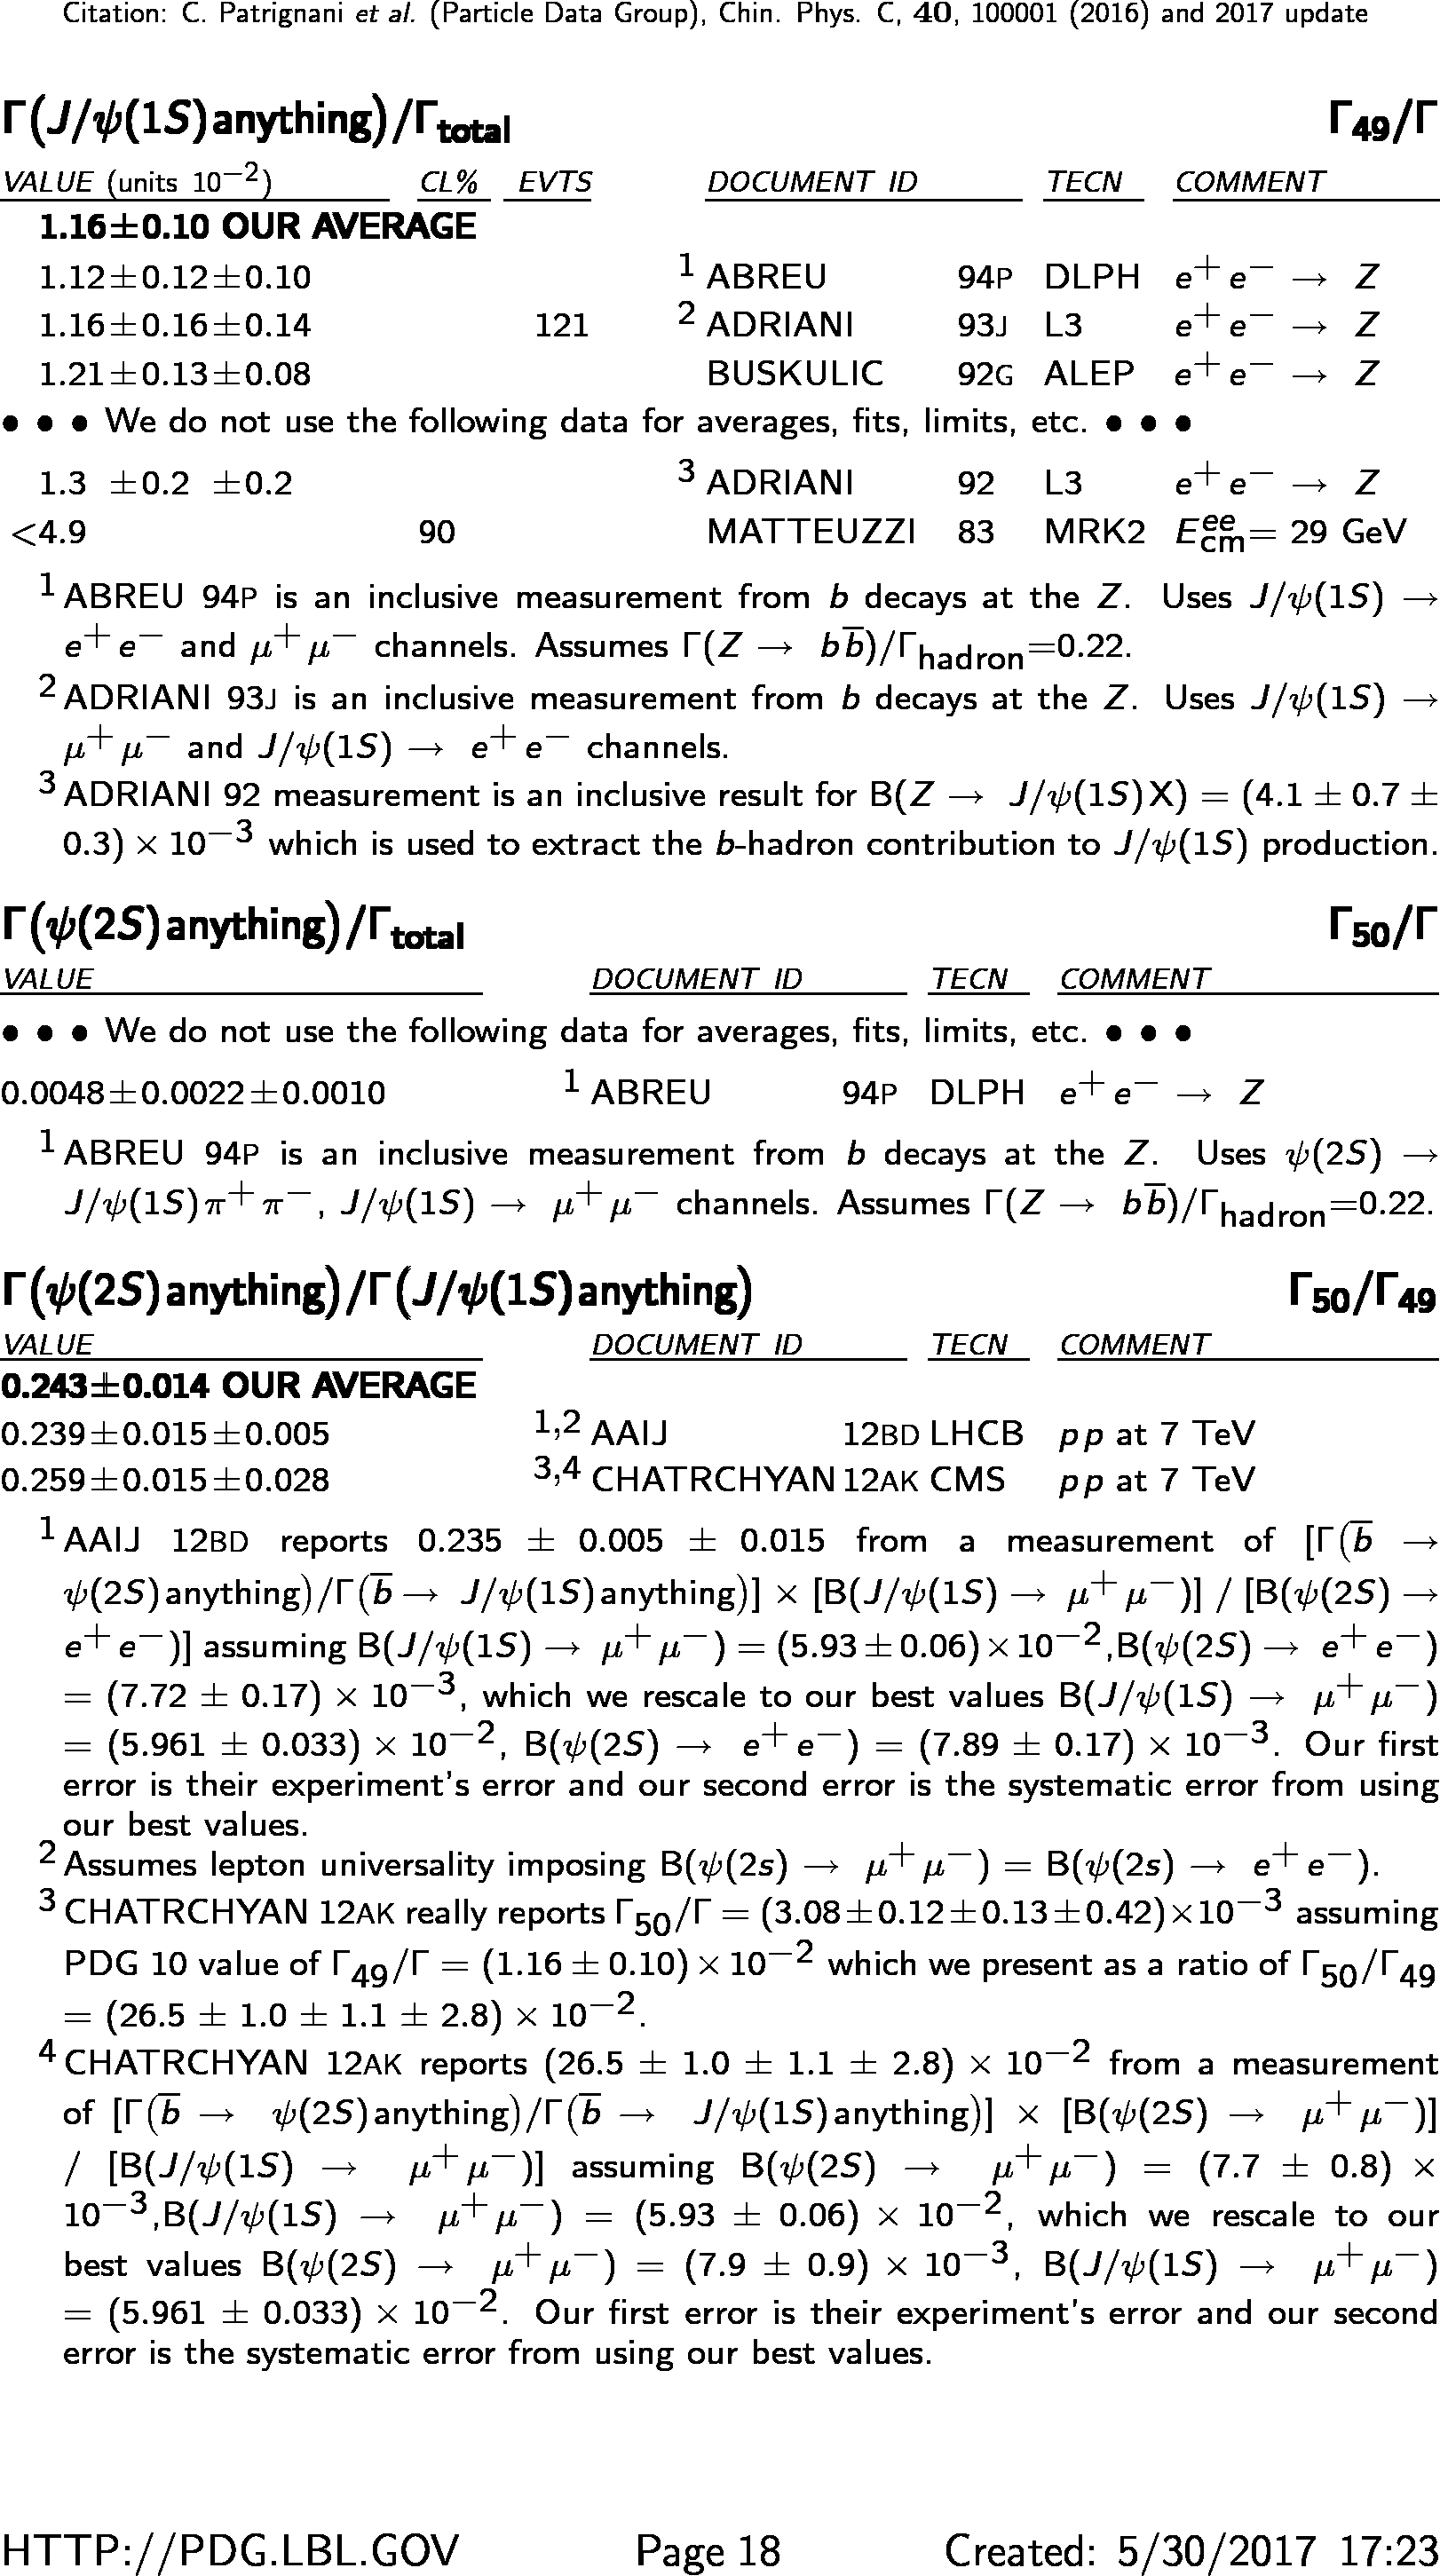 Citation: C. Patrignani et al. (Particle Data Group), Chin. Phys. C, 40, 100001 (2016) and 2017 update
Γ(J/ψ(1S)anything)/Γtotal Γ49/Γ
VALUE (units 10−2) CL% EVTS DOCUMENT ID TECN COMMENT
1.16±0.10 OUR AVERAGE
1.12±0.12±0.10 1 ABREU 94P DLPH e+ e− → Z
1.16±0.16±0.14 121 2 ADRIANI 93J L3 e+ e− → Z
1.21±0.13±0.08 BUSKULIC 92G ALEP e+ e− → Z
• • • We do not use the following data for averages, fits, limits, etc. • • •
1.3 ±0.2 ±0.2 3 ADRIANI 92 L3 e+ e− → Z
<4.9 90 MATTEUZZI 83 MRK2 Eeecm= 29 GeV
1 ABREU 94P is an inclusive measurement from b decays at the Z. Uses J/ψ(1S) →
e+ e− and μ+ μ− channels. Assumes Γ(Z → b b̅)/Γhadron=0.22.
2 ADRIANI 93J is an inclusive measurement from b decays at the Z. Uses J/ψ(1S) →
μ+ μ− and J/ψ(1S) → e+ e− channels.
3 ADRIANI 92 measurement is an inclusive result for B(Z → J/ψ(1S)X) = (4.1 ± 0.7 ±
0.3) × 10−3 which is used to extract the b-hadron contribution to J/ψ(1S) production.
Γ(ψ(2S)anything)/Γtotal Γ50/Γ
VALUE DOCUMENT ID TECN COMMENT
• • • We do not use the following data for averages, fits, limits, etc. • • •
0.0048±0.0022±0.0010 1 ABREU 94P DLPH e+ e− → Z
1 ABREU 94P is an inclusive measurement from b decays at the Z. Uses ψ(2S) →
J/ψ(1S)π+ π−, J/ψ(1S) → μ+ μ− channels. Assumes Γ(Z → b b̅)/Γhadron=0.22.
Γ(ψ(2S)anything)/Γ(J/ψ(1S)anything) Γ50/Γ49
VALUE DOCUMENT ID TECN COMMENT
0.243±0.014 OUR AVERAGE
0.239±0.015±0.005 1,2 AAIJ 12BD LHCB pp at 7 TeV
0.259±0.015±0.028 3,4 CHATRCHYAN 12AK CMS pp at 7 TeV
1 AAIJ 12BD reports 0.235 ± 0.005 ± 0.015 from a measurement of [Γ(b̅ →
ψ(2S)anything)/Γ(b̅ → J/ψ(1S)anything)] × [B(J/ψ(1S) → μ+ μ−)] / [B(ψ(2S) →
e+ e−)] assuming B(J/ψ(1S) → μ+ μ−) = (5.93±0.06)×10−2,B(ψ(2S) → e+ e−)
= (7.72 ± 0.17) × 10−3, which we rescale to our best values B(J/ψ(1S) → μ+ μ−)
= (5.961 ± 0.033) × 10−2, B(ψ(2S) → e+ e−) = (7.89 ± 0.17) × 10−3. Our first
error is their experiment's error and our second error is the systematic error from using
our best values.
2 Assumes lepton universality imposing B(ψ(2s) → μ+ μ−) = B(ψ(2s) → e+ e−).
3 CHATRCHYAN 12AK really reports Γ50/Γ = (3.08±0.12±0.13±0.42)×10−3 assuming
PDG 10 value of Γ49/Γ = (1.16 ± 0.10) × 10−2 which we present as a ratio of Γ50/Γ49
= (26.5 ± 1.0 ± 1.1 ± 2.8) × 10−2.
4 CHATRCHYAN 12AK reports (26.5 ± 1.0 ± 1.1 ± 2.8) × 10−2 from a measurement
of [Γ(b̅ → ψ(2S)anything)/Γ(b̅ → J/ψ(1S)anything)] × [B(ψ(2S) → μ+ μ−)]
/ [B(J/ψ(1S) → μ+ μ−)] assuming B(ψ(2S) → μ+ μ−) = (7.7 ± 0.8) ×
10−3,B(J/ψ(1S) → μ+ μ−) = (5.93 ± 0.06) × 10−2, which we rescale to our
best values B(ψ(2S) → μ+ μ−) = (7.9 ± 0.9) × 10−3, B(J/ψ(1S) → μ+ μ−)
= (5.961 ± 0.033) × 10−2. Our first error is their experiment's error and our second
error is the systematic error from using our best values.
HTTP://PDG.LBL.GOV Page 18 Created: 5/30/2017 17:23